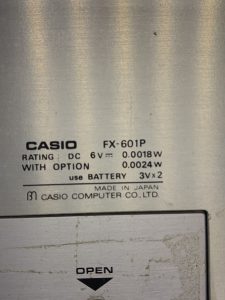 CASIO FX-601P
RATING: DC 6V⎓ 0.0018W
WITH OPTION 0.0024W
use BATTERY 3V×2
MADE IN JAPAN
CASIO COMPUTER CO., LTD.
OPEN